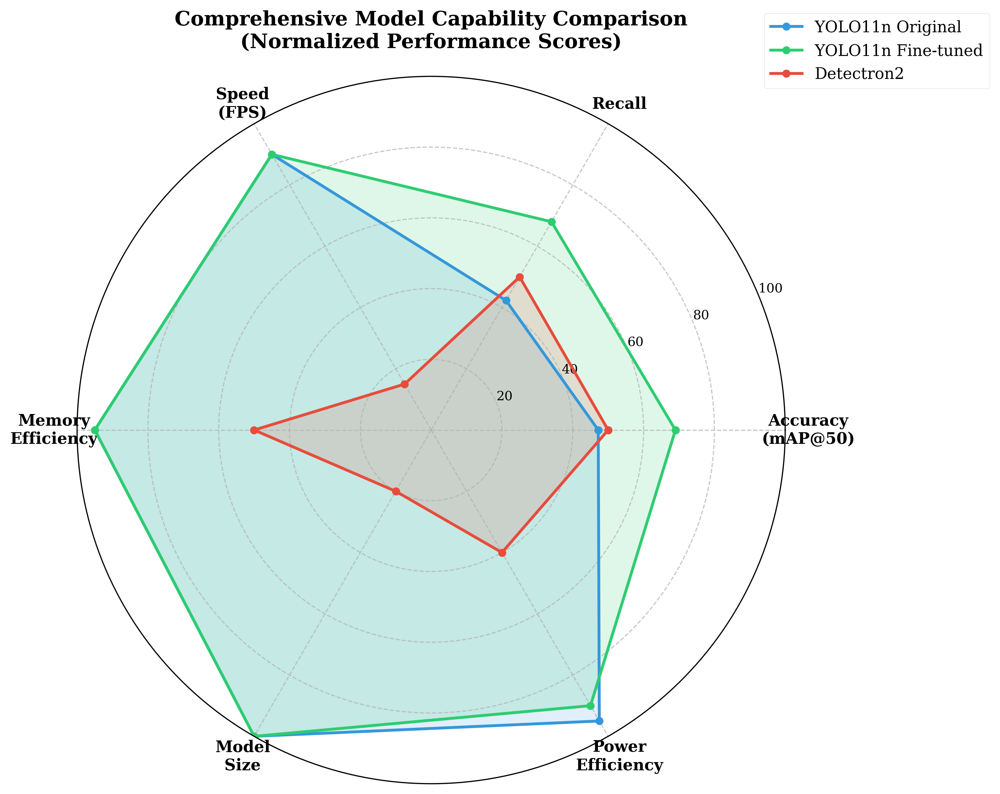 Comprehensive Model Capability Comparison
(Normalized Performance Scores)
YOLO11n Original
YOLO11n Fine-tuned
Detectron2
Speed
(FPS)
Recall
100
80
60
40
20
Memory
Efficiency
Accuracy
(mAP@50)
Model
Size
Power
Efficiency